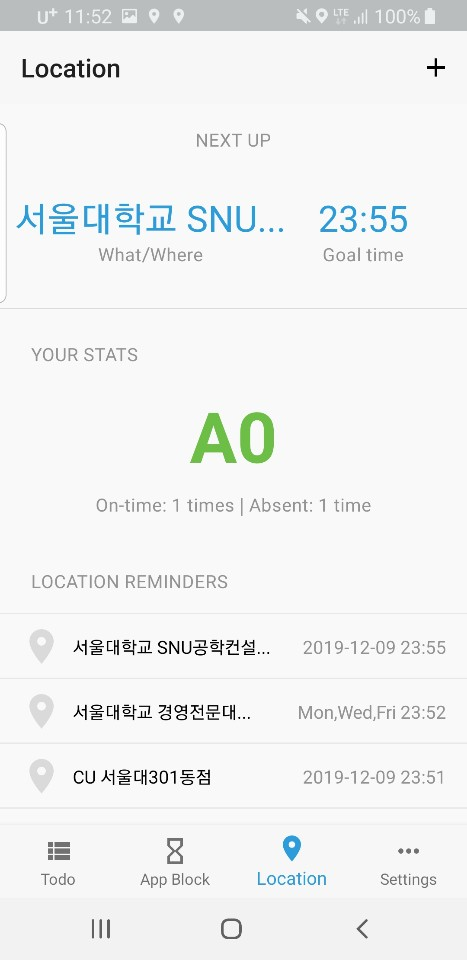 U+ 11:52 LTE 100%
Location +
NEXT UP
서울대학교 SNU... 23:55
What/Where Goal time
YOUR STATS
A0
On-time: 1 times | Absent: 1 time
LOCATION REMINDERS
서울대학교 SNU공학컨설... 2019-12-09 23:55
서울대학교 경영전문대... Mon,Wed,Fri 23:52
CU 서울대301동점 2019-12-09 23:51
Todo App Block Location Settings